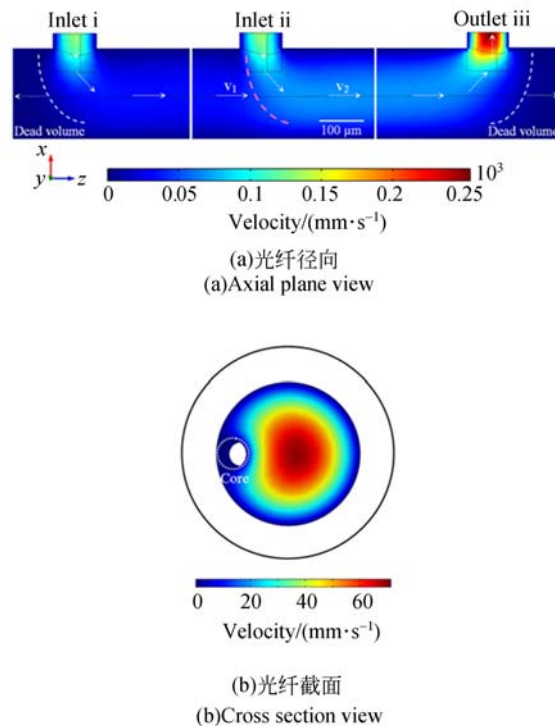 Inlet i Inlet ii Outlet iii
v₁ v₂
Dead volume 100 μm Dead volume
x
y z
10³
0 0.05 0.1 0.15 0.2 0.25
Velocity/(mm·s⁻¹)
(a)光纤径向
(a)Axial plane view
Core
0 20 40 60
Velocity/(mm·s⁻¹)
(b)光纤截面
(b)Cross section view